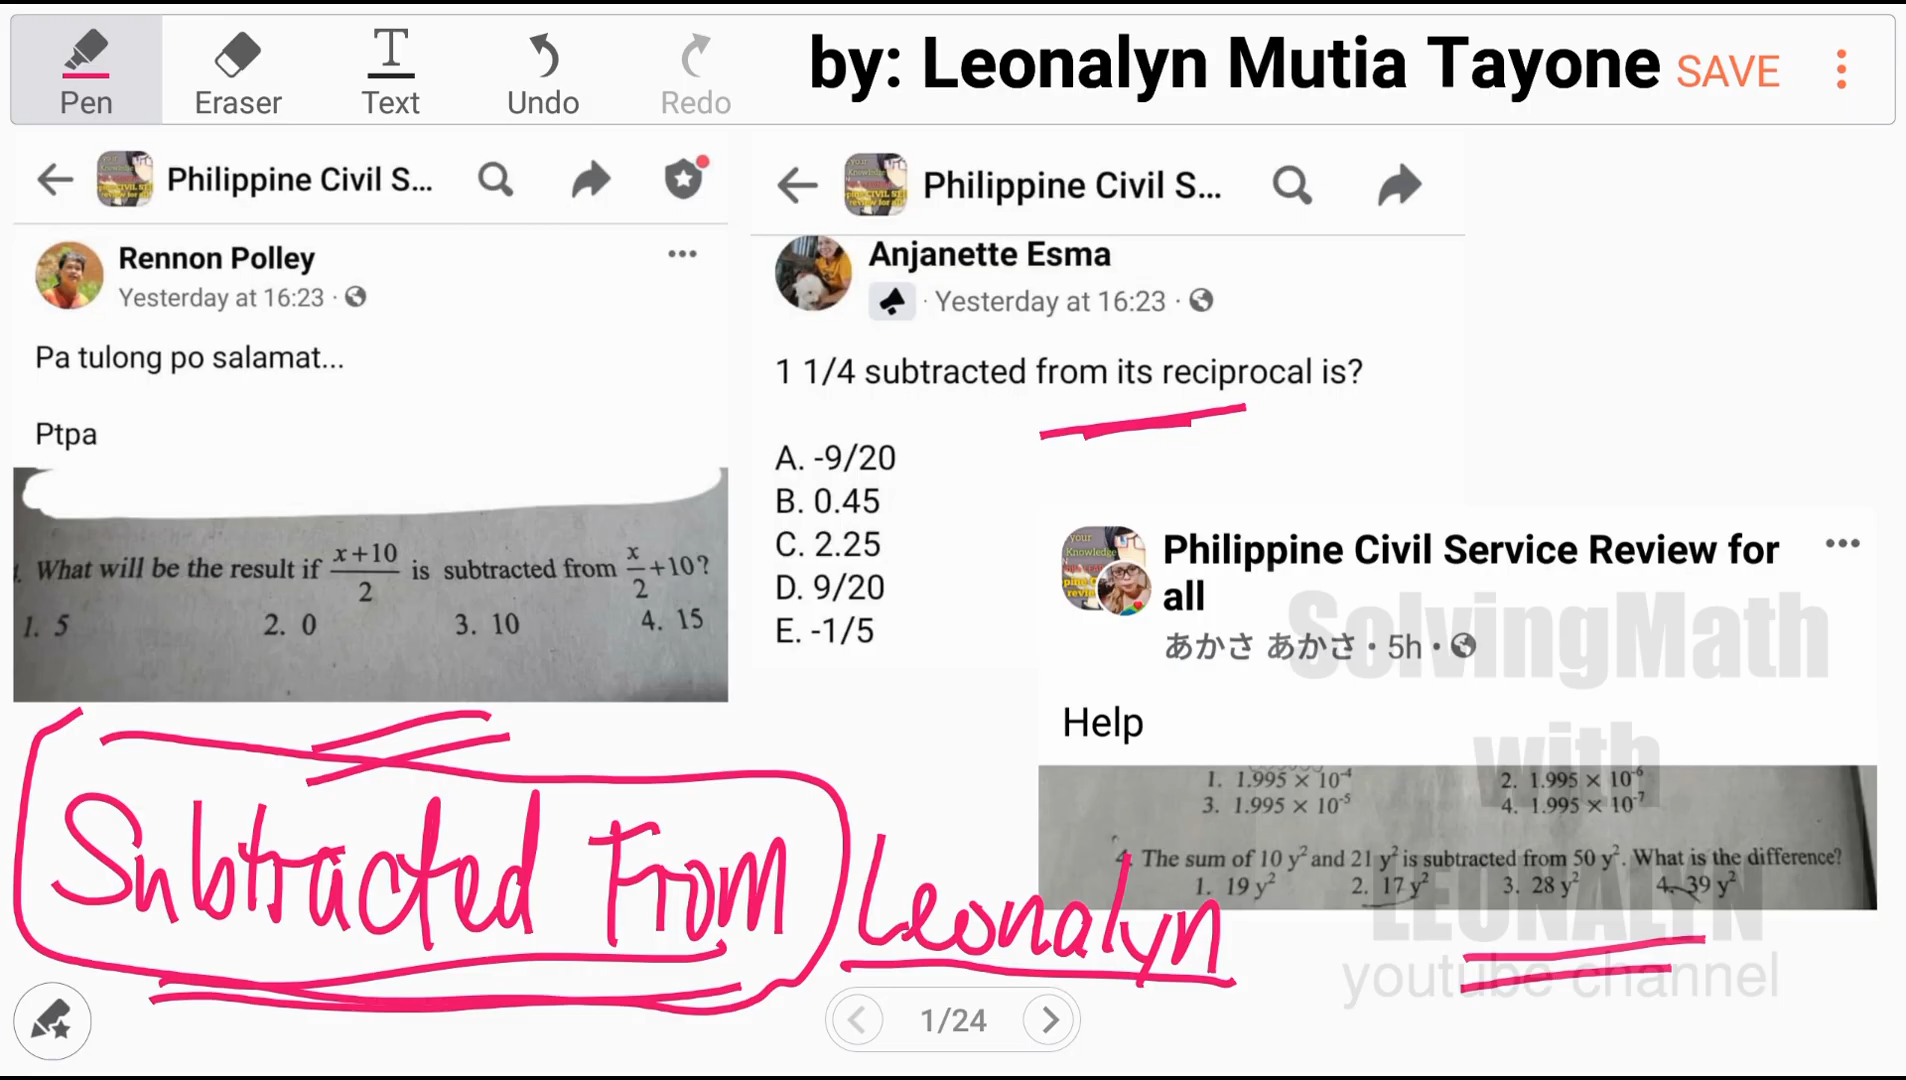 Pen
Eraser
Text
Undo
Redo
by: Leonalyn Mutia Tayone
SAVE
Philippine Civil S...
Rennon Polley
Yesterday at 16:23 ·
Pa tulong po salamat...
Ptpa
What will be the result if x+10/2 is subtracted from x/2 +10?
1. 5
2. 0
3. 10
4. 15
Philippine Civil S...
Anjanette Esma
· Yesterday at 16:23 ·
1 1/4 subtracted from its reciprocal is?
A. -9/20
B. 0.45
C. 2.25
D. 9/20
E. -1/5
Philippine Civil Service Review for
all
あかさ あかさ · 5h ·
Help
1. 1.995 × 10⁻⁴
2. 1.995 × 10⁻⁶
3. 1.995 × 10⁻⁵
4. 1.995 × 10⁻⁷
4. The sum of 10 y² and 21 y² is subtracted from 50 y². What is the difference?
1. 19 y²
2. 17 y²
3. 28 y²
4. 39 y²
SolvingMath
with
LEONALYN
youtube channel
Subtracted From
Leonalyn
1/24